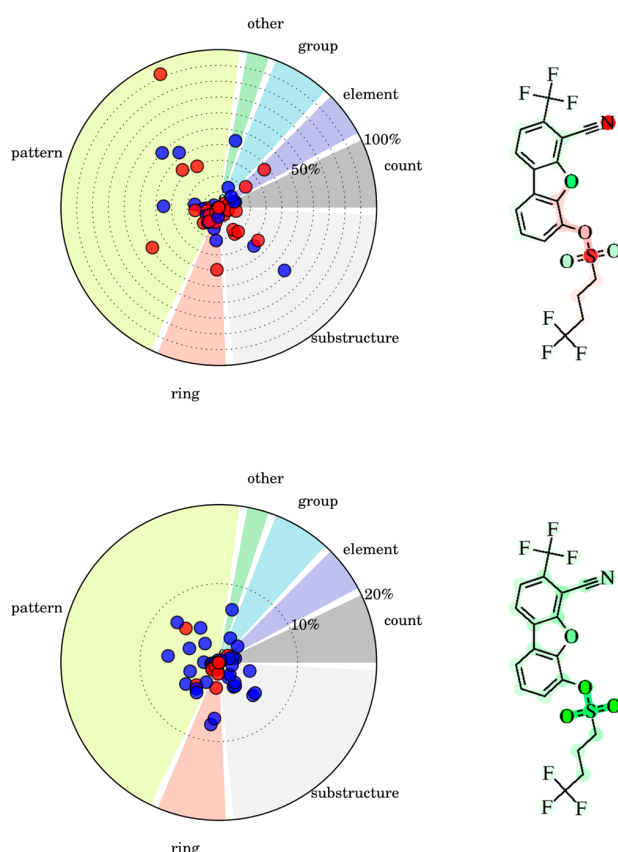 other
group
element
100%
count
50%
pattern
substructure
ring
F
F
F
N
O
O
O
S
O
F
F
F
other
group
element
20%
count
10%
pattern
substructure
ring
F
F
F
N
O
O
O
S
O
F
F
F